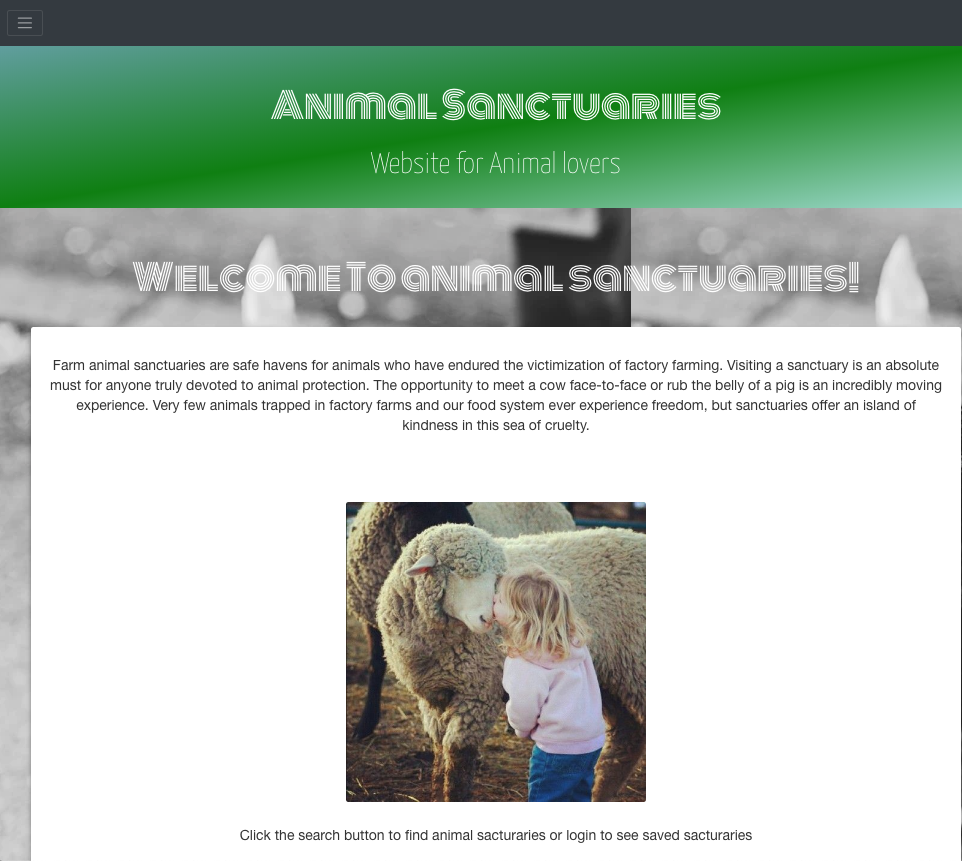 Animal Sanctuaries
Website for Animal lovers
Welcome To animal sanctuaries!
Farm animal sanctuaries are safe havens for animals who have endured the victimization of factory farming. Visiting a sanctuary is an absolute
must for anyone truly devoted to animal protection. The opportunity to meet a cow face-to-face or rub the belly of a pig is an incredibly moving
experience. Very few animals trapped in factory farms and our food system ever experience freedom, but sanctuaries offer an island of
kindness in this sea of cruelty.
Click the search button to find animal sacturaries or login to see saved sacturaries